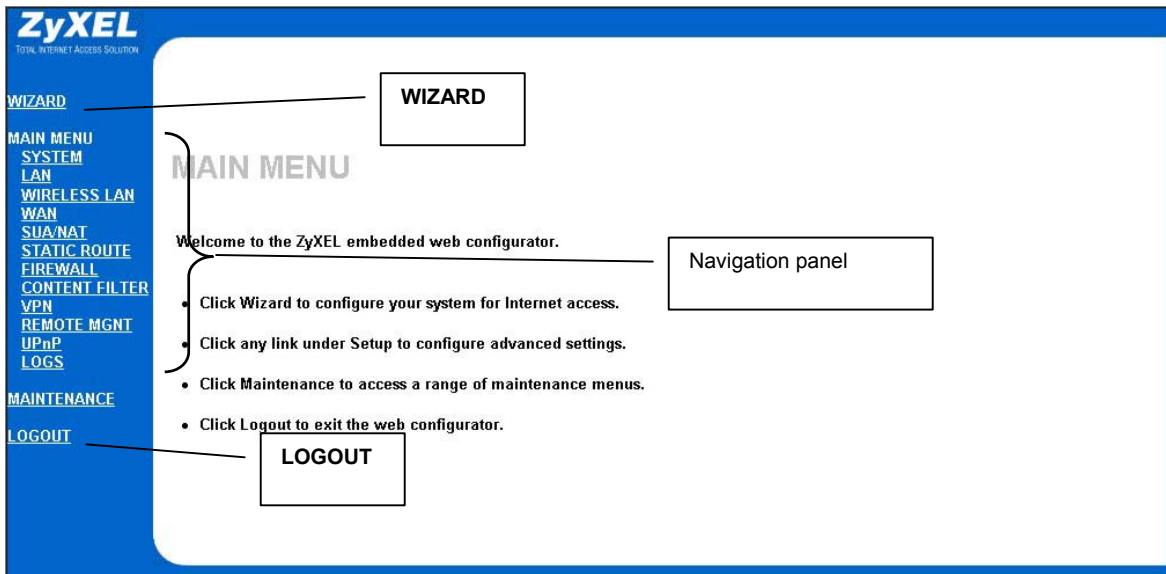 ZyXEL
TOTAL INTERNET ACCESS SOLUTION
WIZARD
MAIN MENU
SYSTEM
LAN
WIRELESS LAN
WAN
SUA/NAT
STATIC ROUTE
FIREWALL
CONTENT FILTER
VPN
REMOTE MGNT
UPnP
LOGS
MAINTENANCE
LOGOUT
WIZARD
MAIN MENU
Welcome to the ZyXEL embedded web configurator.
Navigation panel
• Click Wizard to configure your system for Internet access.
• Click any link under Setup to configure advanced settings.
• Click Maintenance to access a range of maintenance menus.
• Click Logout to exit the web configurator.
LOGOUT